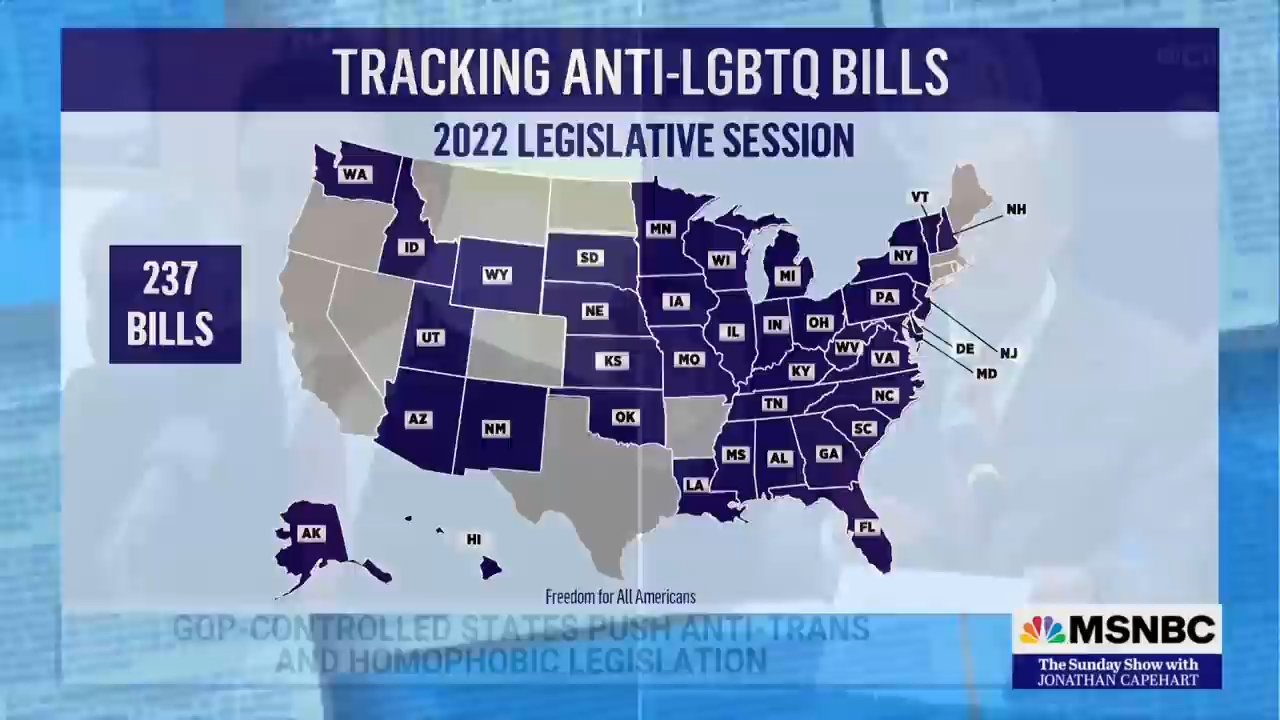 TRACKING ANTI-LGBTQ BILLS
2022 LEGISLATIVE SESSION
237
BILLS
WA
VT
NH
MN
ID
WY
SD
WI
MI
NY
NE
IA
PA
UT
IL
IN
OH
KS
MO
WV
VA
DE
NJ
KY
MD
AZ
NM
OK
TN
NC
SC
MS
AL
GA
LA
FL
AK
HI
Freedom for All Americans
GOP-CONTROLLED STATES PUSH ANTI-TRANS
AND HOMOPHOBIC LEGISLATION
MSNBC
The Sunday Show with
JONATHAN CAPEHART